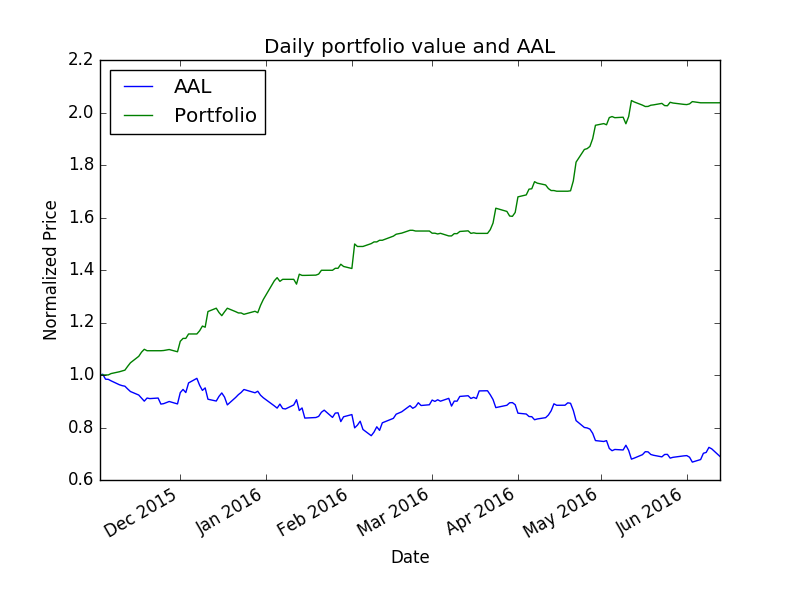 Daily portfolio value and AAL
AAL
Portfolio
Normalized Price
2.2
2.0
1.8
1.6
1.4
1.2
1.0
0.8
0.6
Dec 2015
Jan 2016
Feb 2016
Mar 2016
Apr 2016
May 2016
Jun 2016
Date